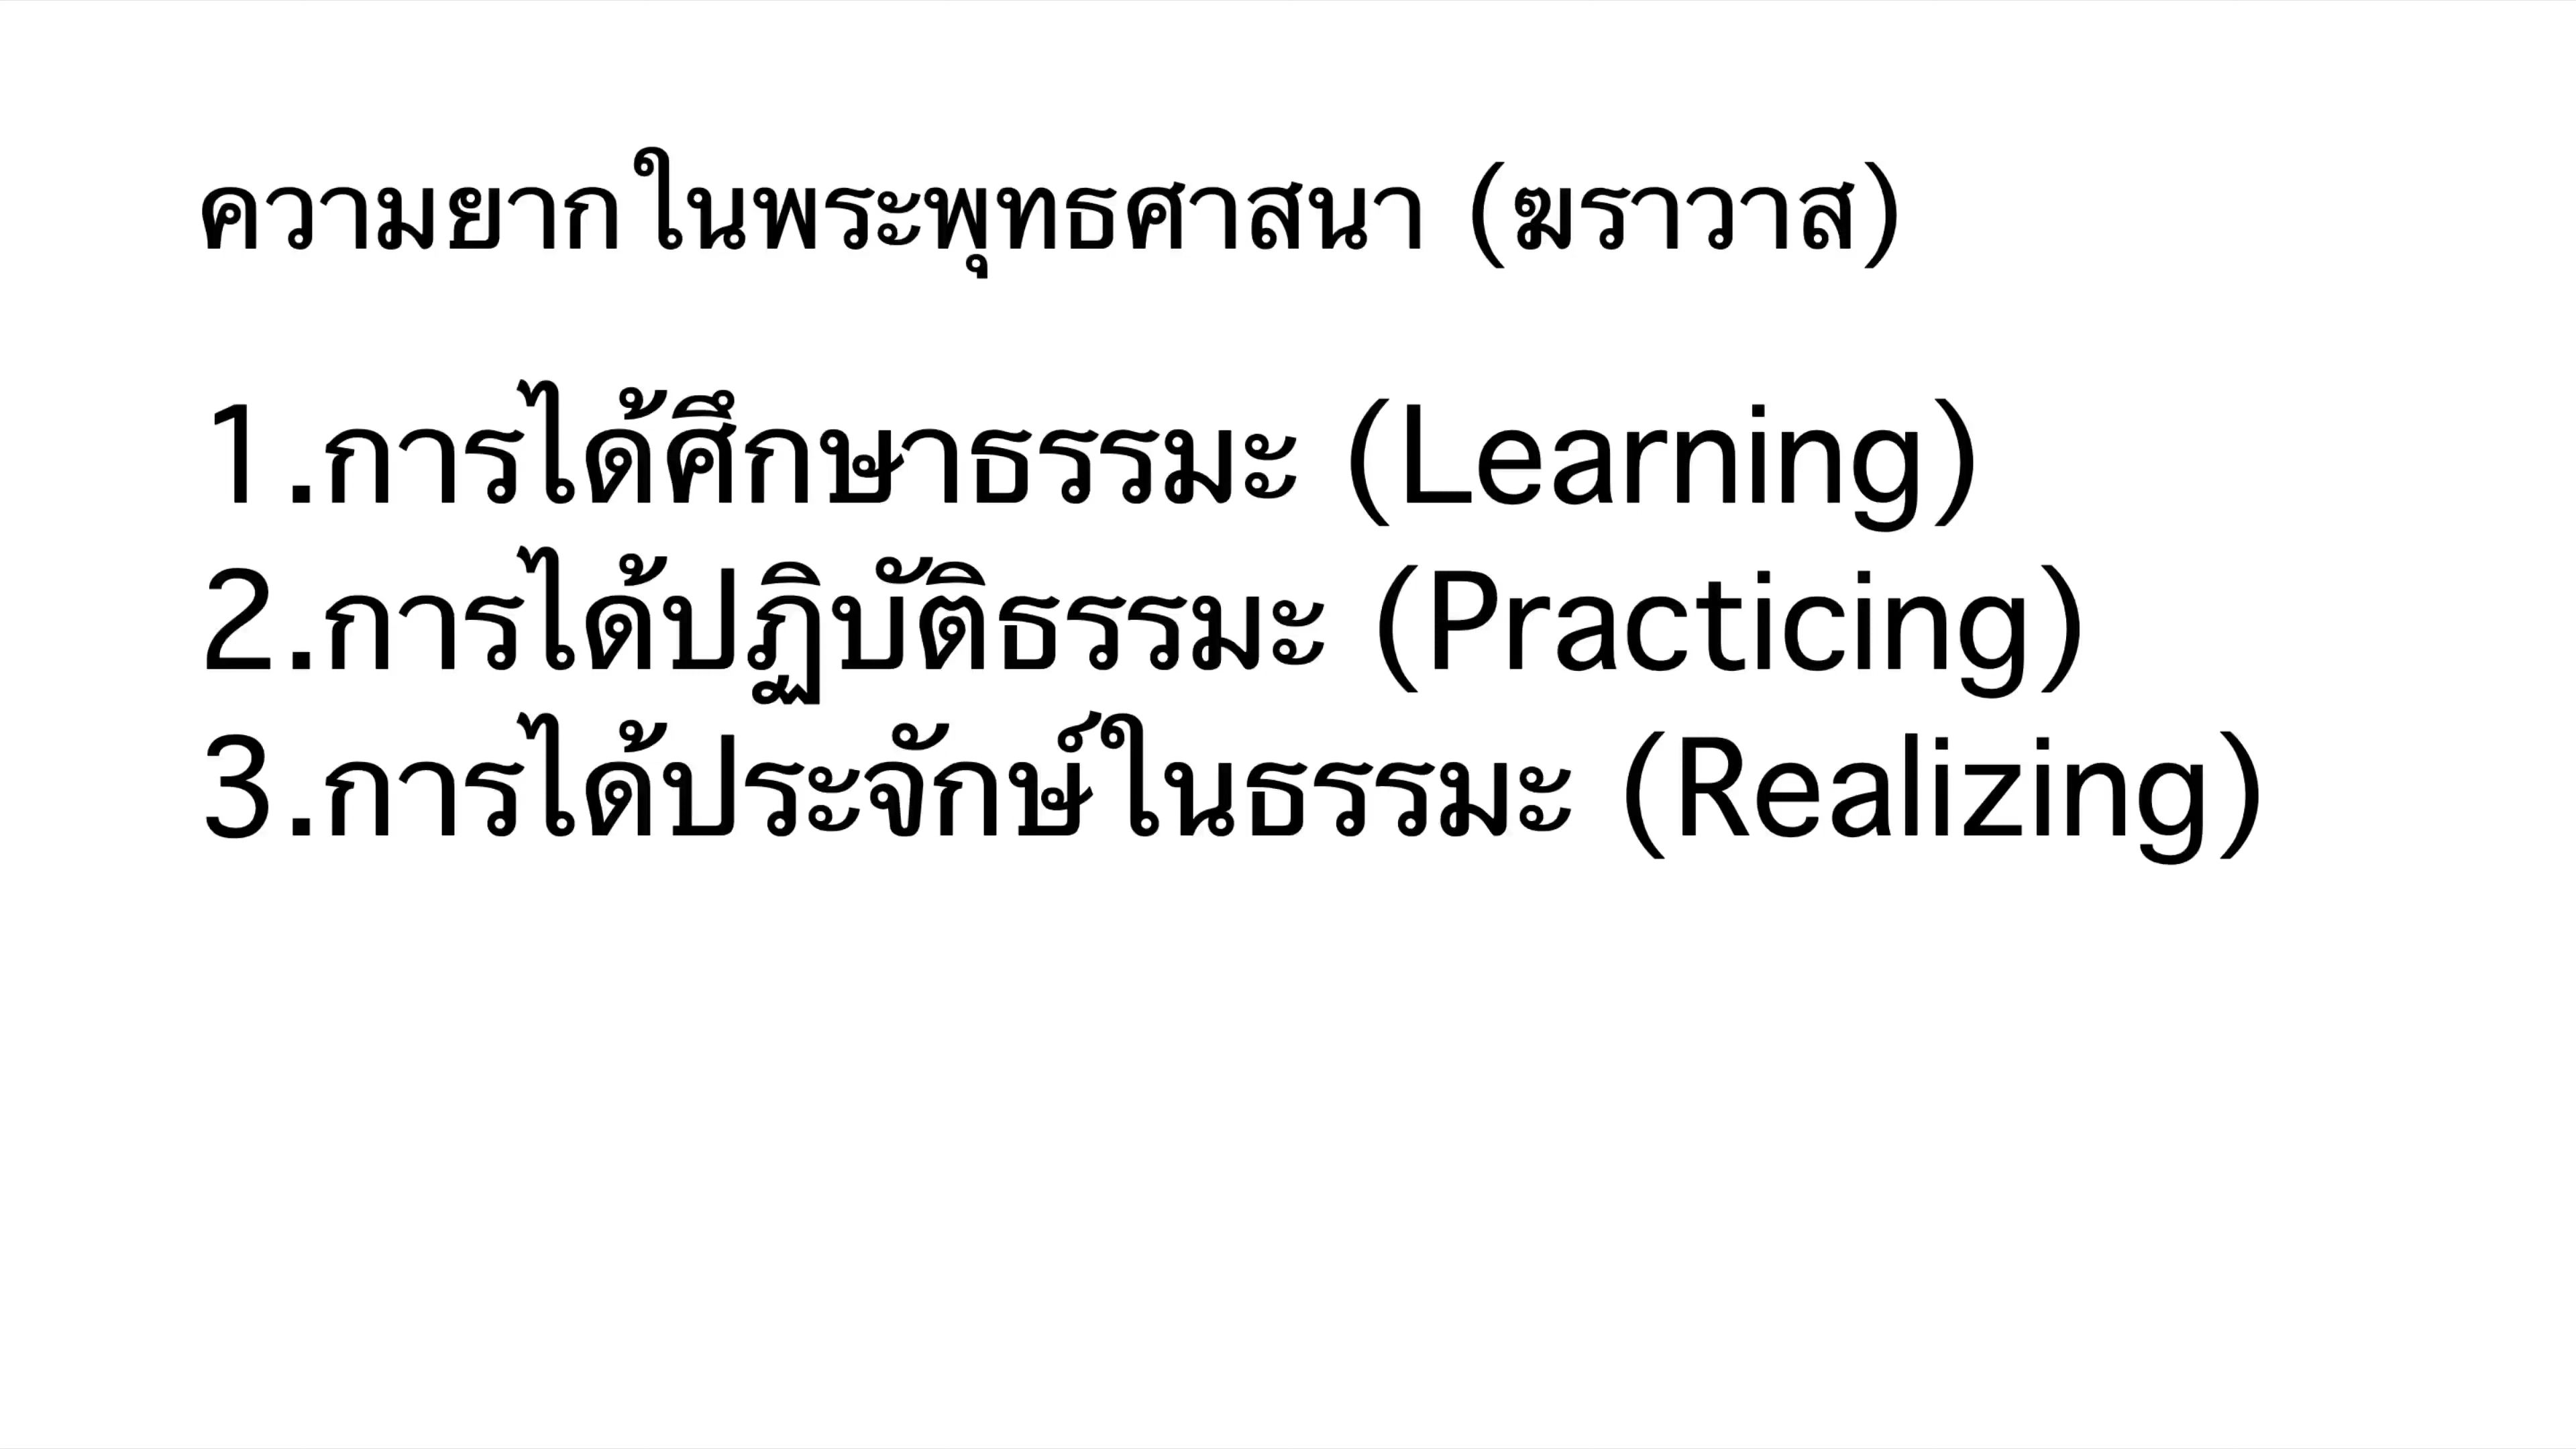 ความยากในพระพุทธศาสนา (ฆราวาส)
1.การได้ศึกษาธรรมะ (Learning)
2.การได้ปฏิบัติธรรมะ (Practicing)
3.การได้ประจักษ์ในธรรมะ (Realizing)